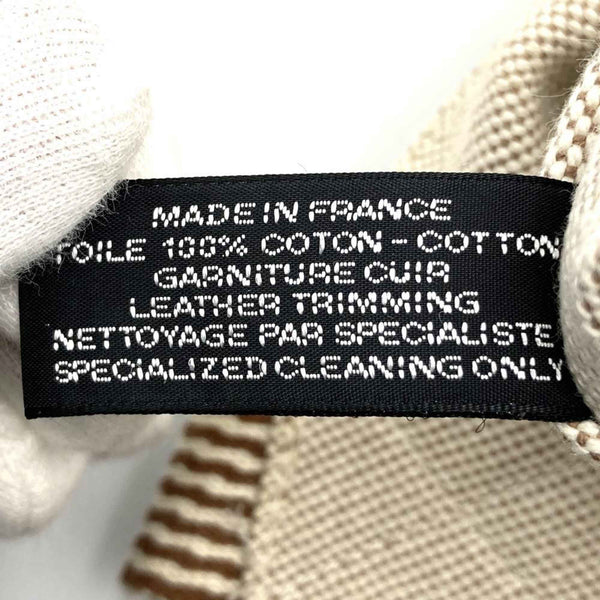 MADE IN FRANCE
TOILE 100% COTON - COTTON
GARNITURE CUIR
LEATHER TRIMMING
NETTOYAGE PAR SPECIALISTE
SPECIALIZED CLEANING ONLY